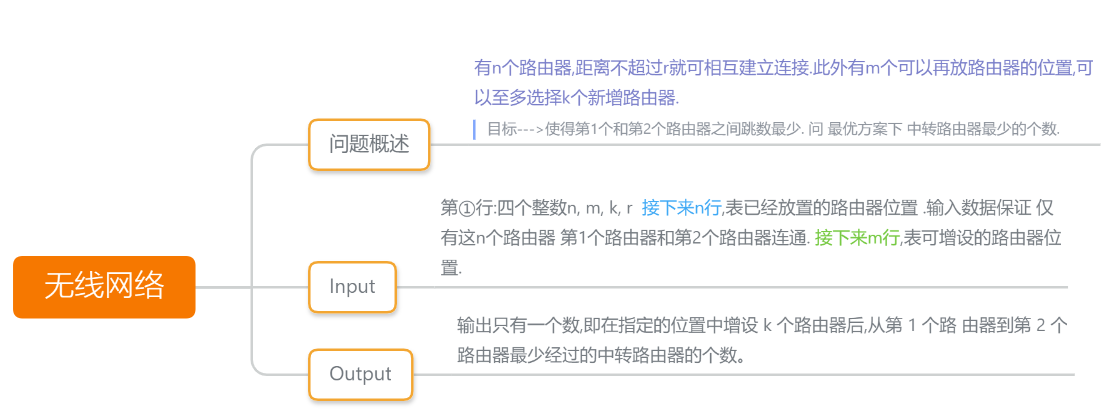 有n个路由器,距离不超过r就可相互建立连接.此外有m个可以再放路由器的位置,可
以至多选择k个新增路由器.
目标--->使得第1个和第2个路由器之间跳数最少. 问 最优方案下 中转路由器最少的个数.
问题概述
第①行:四个整数n, m, k, r 接下来n行,表已经放置的路由器位置 .输入数据保证 仅
有这n个路由器 第1个路由器和第2个路由器连通. 接下来m行,表可增设的路由器位
置.
无线网络
Input
输出只有一个数,即在指定的位置中增设 k 个路由器后,从第 1 个路 由器到第 2 个
路由器最少经过的中转路由器的个数。
Output